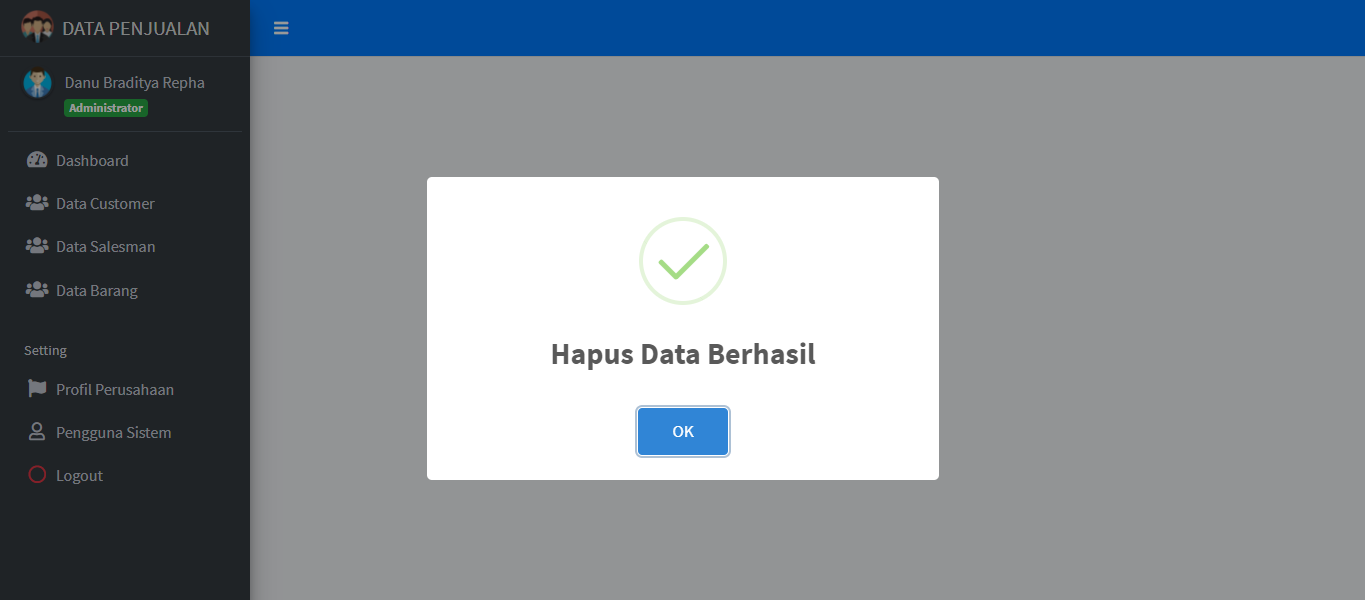 DATA PENJUALAN
Danu Braditya Repha
Administrator
Dashboard
Data Customer
Data Salesman
Data Barang
Setting
Profil Perusahaan
Pengguna Sistem
Logout
Hapus Data Berhasil
OK